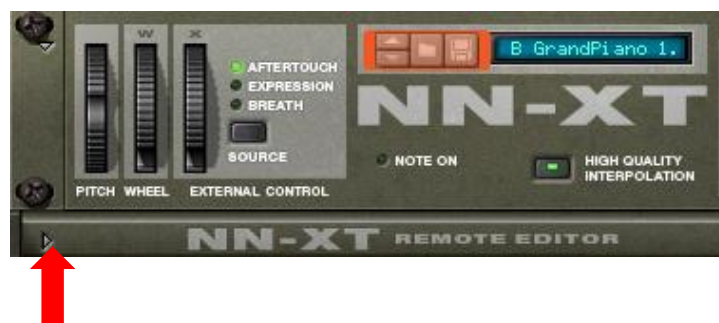 W X
AFTERTOUCH
EXPRESSION
BREATH
SOURCE
PITCH WHEEL EXTERNAL CONTROL
B GrandPiano 1.
NN-XT
NOTE ON
HIGH QUALITY
INTERPOLATION
NN-XT REMOTE EDITOR